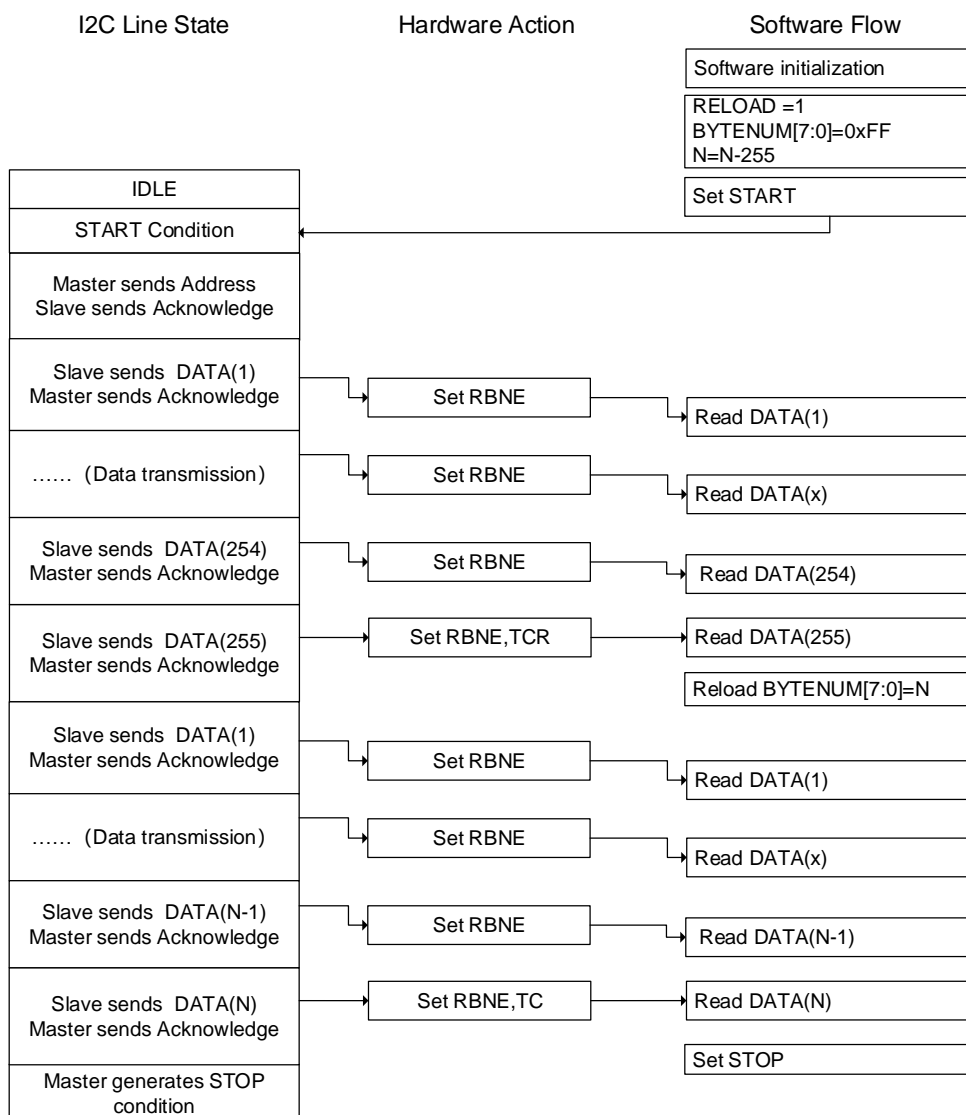 I2C Line State
Hardware Action
Software Flow
Software initialization
RELOAD =1
BYTENUM[7:0]=0xFF
N=N-255
IDLE
Set START
START Condition
Master sends Address
Slave sends Acknowledge
Slave sends DATA(1)
Master sends Acknowledge
Set RBNE
Read DATA(1)
…… (Data transmission)
Set RBNE
Read DATA(x)
Slave sends DATA(254)
Master sends Acknowledge
Set RBNE
Read DATA(254)
Slave sends DATA(255)
Master sends Acknowledge
Set RBNE,TCR
Read DATA(255)
Reload BYTENUM[7:0]=N
Slave sends DATA(1)
Master sends Acknowledge
Set RBNE
Read DATA(1)
…… (Data transmission)
Set RBNE
Read DATA(x)
Slave sends DATA(N-1)
Master sends Acknowledge
Set RBNE
Read DATA(N-1)
Slave sends DATA(N)
Master sends Acknowledge
Set RBNE,TC
Read DATA(N)
Set STOP
Master generates STOP
condition